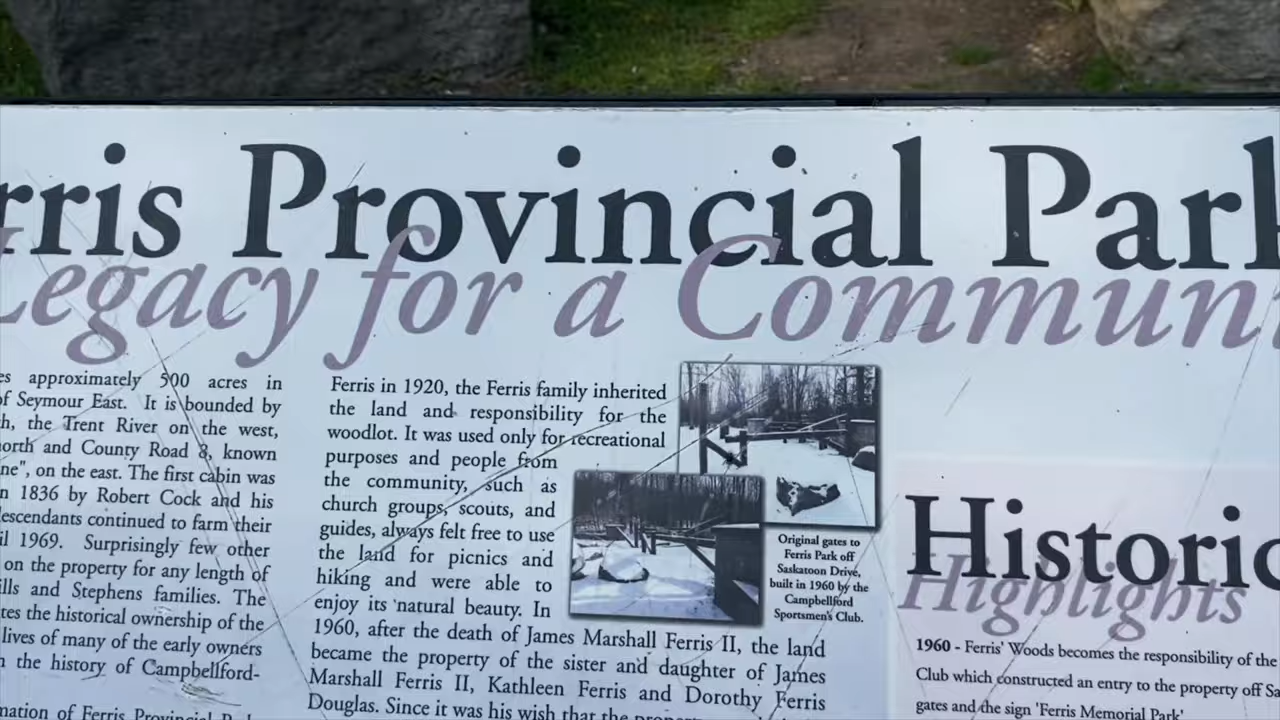 rris Provincial Park
Legacy for a Commun
es approximately 500 acres in
of Seymour East. It is bounded by
h, the Trent River on the west,
north and County Road 8, known
ne", on the east. The first cabin was
n 1836 by Robert Cock and his
escendants continued to farm their
il 1969. Surprisingly few other
on the property for any length of
ills and Stephens families. The
tes the historical ownership of the
lives of many of the early owners
n the history of Campbellford-
mation of Ferris Provincial
Ferris in 1920, the Ferris family inherited
the land and responsibility for the
woodlot. It was used only for recreational
purposes and people from
the community, such as
church groups, scouts, and
guides, always felt free to use
the land for picnics and
hiking and were able to
enjoy its natural beauty. In
1960, after the death of James Marshall Ferris II, the land
became the property of the sister and daughter of James
Marshall Ferris II, Kathleen Ferris and Dorothy Ferris
Douglas. Since it was his wish that the
Original gates to
Ferris Park off
Saskatoon Drive,
built in 1960 by the
Campbellford
Sportsmen's Club.
Historic
Highlights
1960 - Ferris' Woods becomes the responsibility of the
Club which constructed an entry to the property off Sa
gates and the sign 'Ferris Memorial Park'